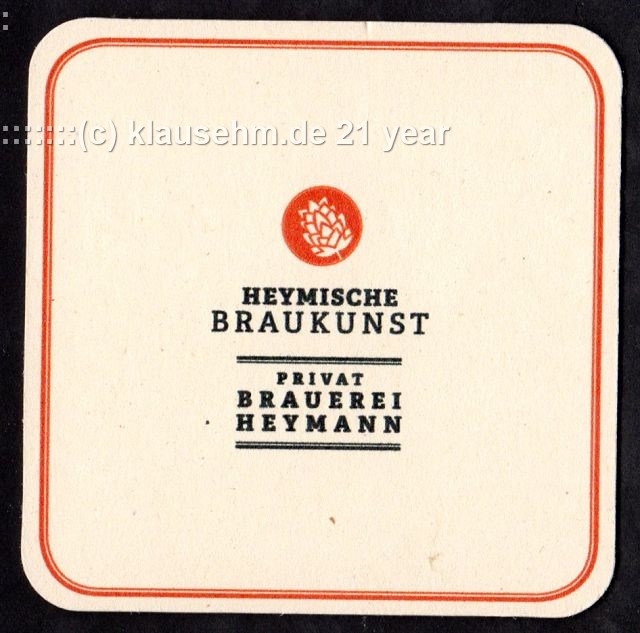 :
:::::::(c) klausehm.de 21 year
HEYMISCHE
BRAUKUNST
PRIVAT
BRAUEREI
HEYMANN